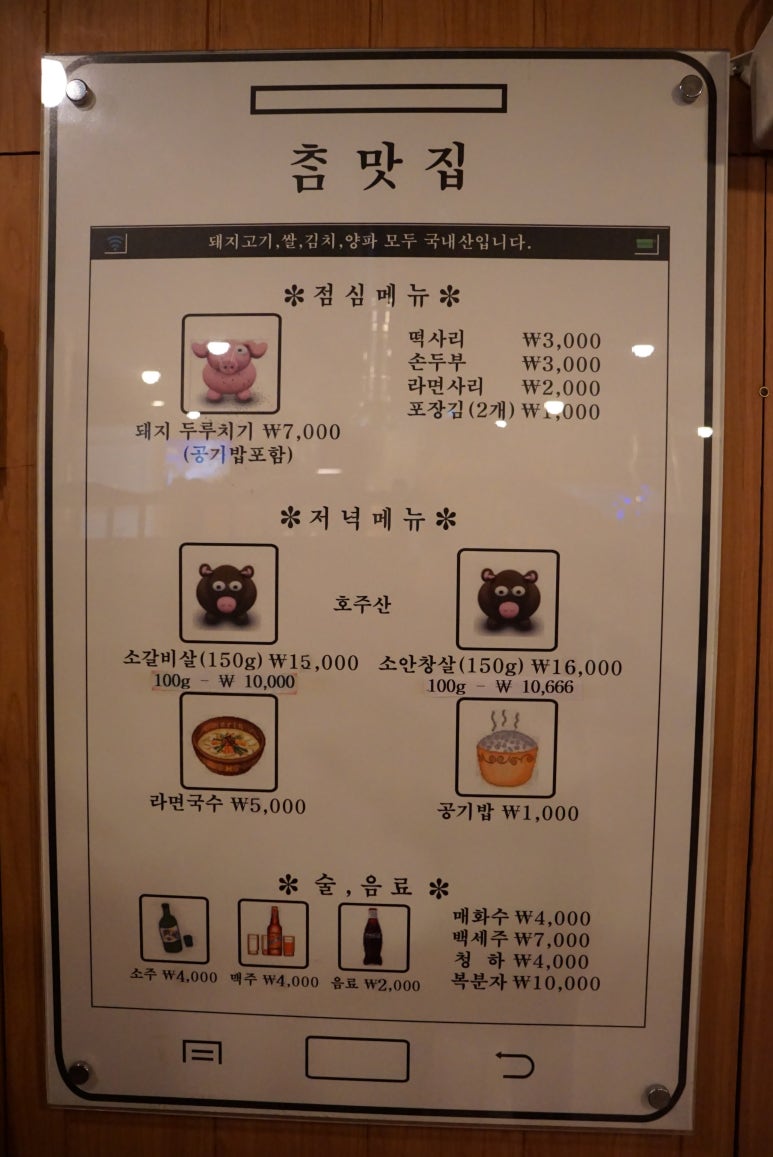 춤맛집
돼지고기,쌀,김치,양파 모두 국내산입니다.
✻점심메뉴✻
돼지 두루치기 ₩7,000
(공기밥포함)
떡사리 ₩3,000
손두부 ₩3,000
라면사리 ₩2,000
포장김(2개) ₩1,000
✻저녁메뉴✻
호주산
소갈비살(150g) ₩15,000
100g - ₩ 10,000
소안창살(150g) ₩16,000
100g - ₩ 10,666
라면국수 ₩5,000
공기밥 ₩1,000
✻ 술,음료 ✻
소주 ₩4,000
맥주 ₩4,000
음료 ₩2,000
매화수 ₩4,000
백세주 ₩7,000
청 하 ₩4,000
복분자 ₩10,000